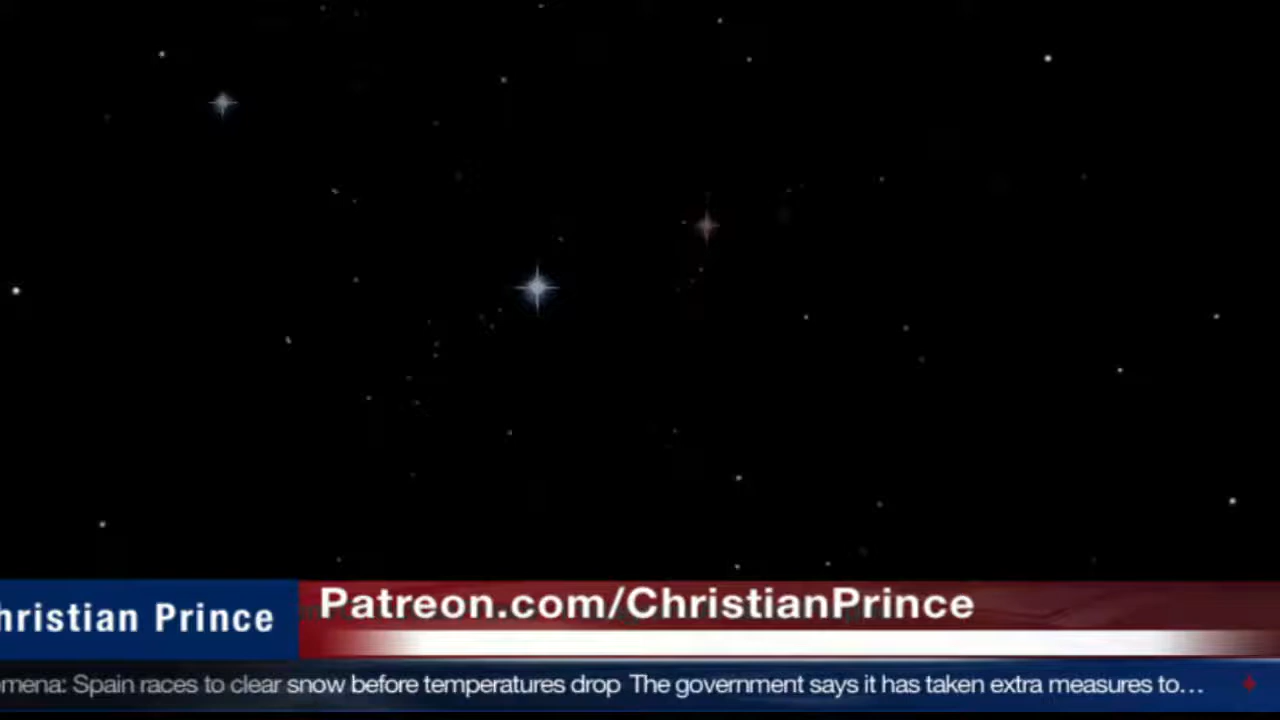 Patreon.com/ChristianPrince
hristian Prince
mena: Spain races to clear snow before temperatures drop The government says it has taken extra measures to…